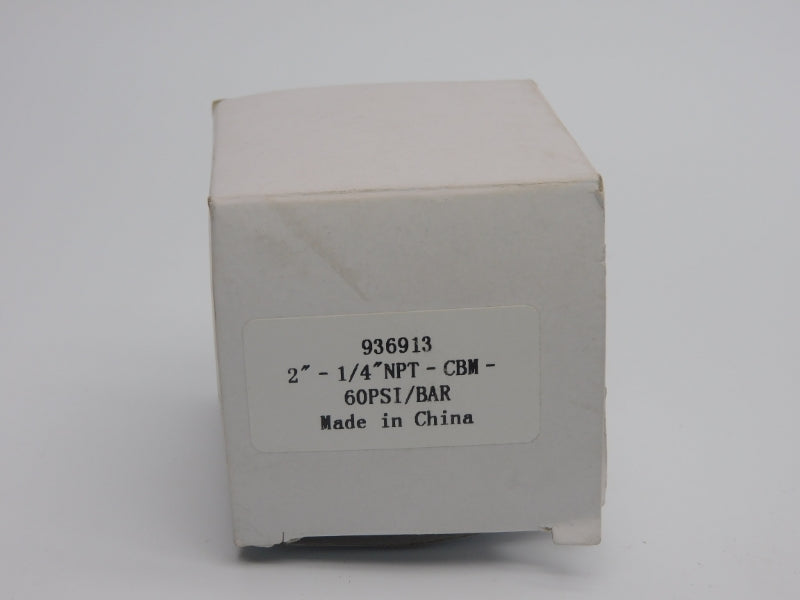 936913
2″ - 1/4″NPT - CBM -
60PSI/BAR
Made in China